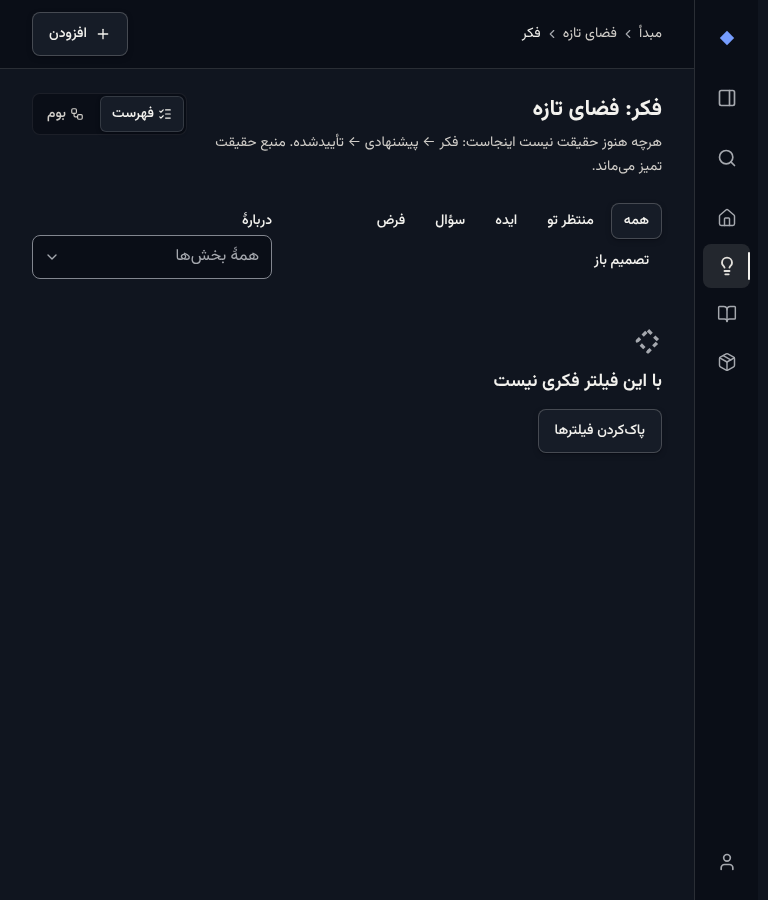 مبدأ › فضای تازه › فکر
افزودن
فکر: فضای تازه
فهرست
بوم
هرچه هنوز حقیقت نیست اینجاست: فکر ← پیشنهادی ← تأییدشده. منبع حقیقت
تمیز می‌ماند.
همه
منتظر تو
ایده
سؤال
فرض
تصمیم باز
دربارهٔ
همهٔ بخش‌ها
با این فیلتر فکری نیست
پاک‌کردن فیلترها